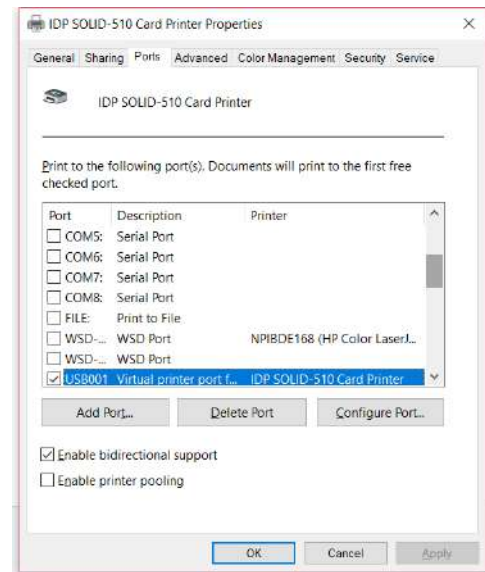 IDP SOLID-510 Card Printer Properties
General Sharing Ports Advanced Color Management Security Service
IDP SOLID-510 Card Printer
Print to the following port(s). Documents will print to the first free
checked port.
Port Description Printer
COM5: Serial Port
COM6: Serial Port
COM7: Serial Port
COM8: Serial Port
FILE: Print to File
WSD-... WSD Port NPIBDE168 (HP Color LaserJ...
WSD-... WSD Port
USB001 Virtual printer port f... IDP SOLID-510 Card Printer
Add Port... Delete Port Configure Port...
Enable bidirectional support
Enable printer pooling
OK Cancel Apply